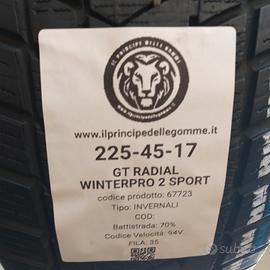 IL PRINCIPE DELLE GOMME
www.ilprincipedellegomme.it
225-45-17
GT RADIAL
WINTERPRO 2 SPORT
codice prodotto: 67723
Tipo: INVERNALI
COD:
Battistrada: 70%
Codice Velocità: 94V
FILA: 35
subito